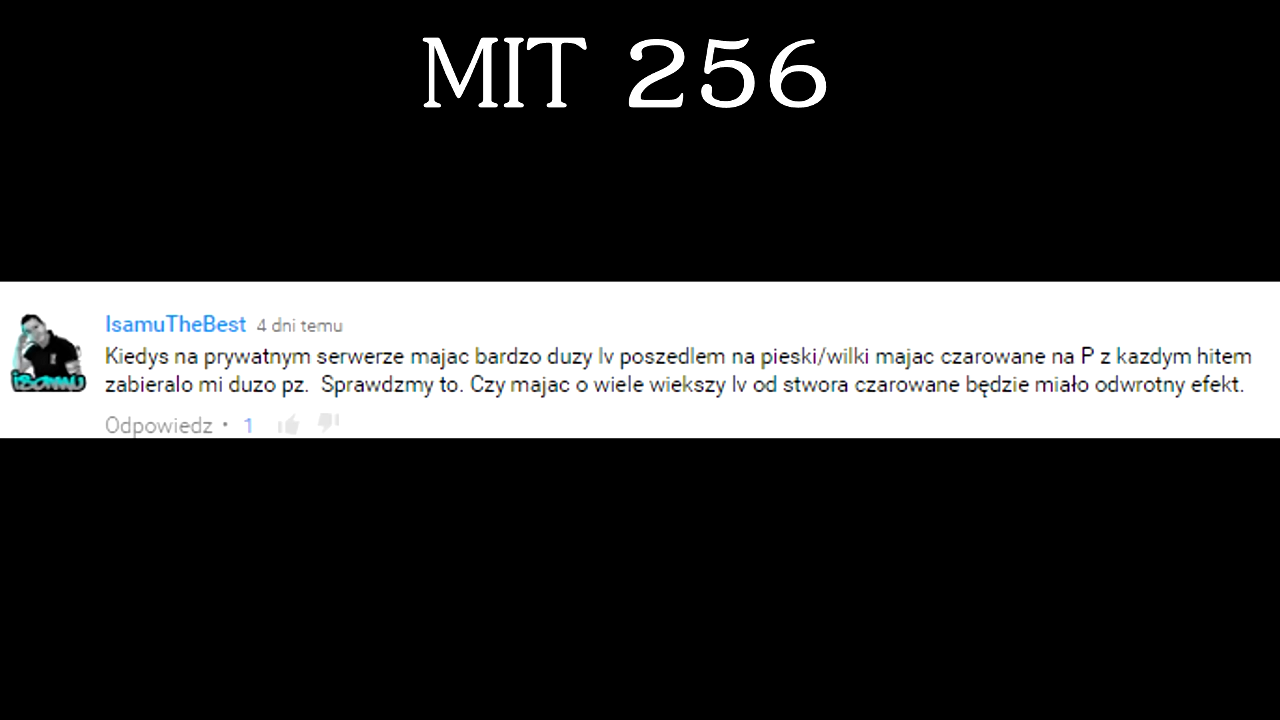 MIT 256
IsamuTheBest 4 dni temu
Kiedys na prywatnym serwerze majac bardzo duzy lv poszedlem na pieski/wilki majac czarowane na P z kazdym hitem
zabieralo mi duzo pz.  Sprawdzmy to. Czy majac o wiele wiekszy lv od stwora czarowane będzie miało odwrotny efekt.
Odpowiedz • 1
isamu